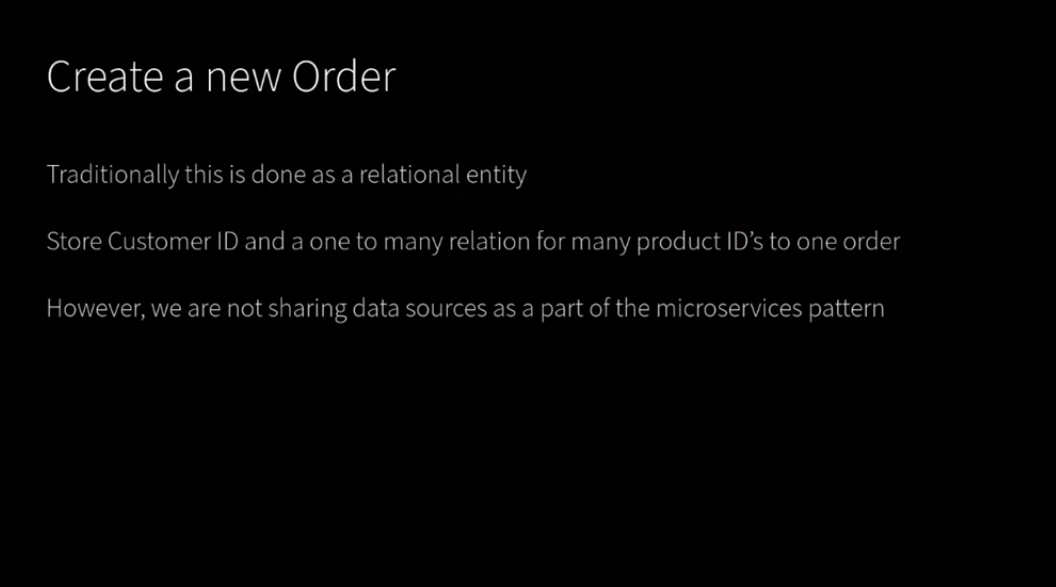 Create a new Order
Traditionally this is done as a relational entity
Store Customer ID and a one to many relation for many product ID’s to one order
However, we are not sharing data sources as a part of the microservices pattern